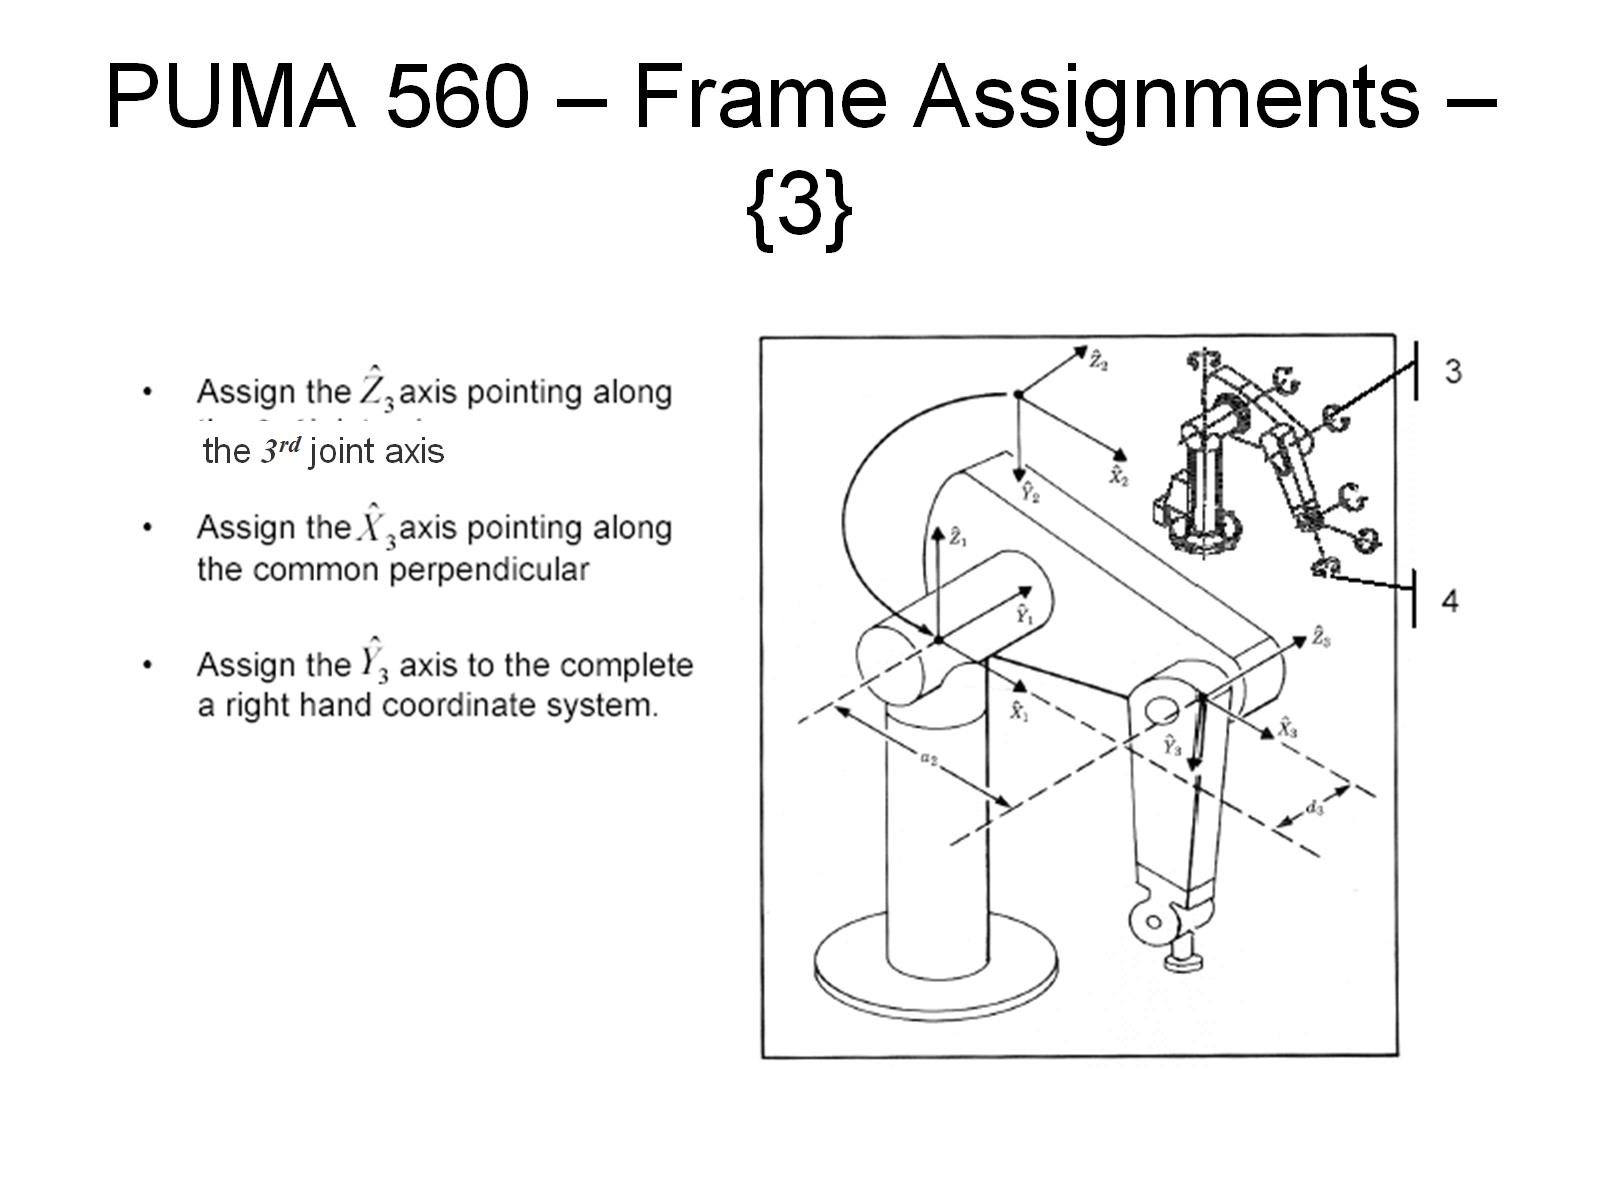 PUMA 560 – Frame Assignments –
{3}
• Assign the Ẑ₃ axis pointing along
the 3rd joint axis
• Assign the X̂₃ axis pointing along
the common perpendicular
• Assign the Ŷ₃ axis to the complete
a right hand coordinate system.
Ẑ₂
X̂₂
Ŷ₂
Ẑ₁
Ŷ₁
X̂₁
Ẑ₃
X̂₃
Ŷ₃
a₂
d₃
3
4